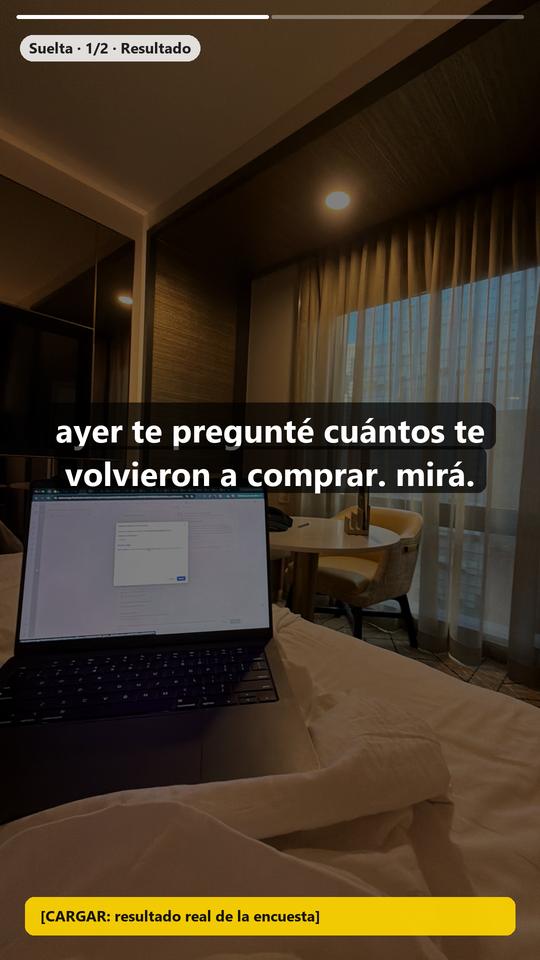 Suelta · 1/2 · Resultado
ayer te pregunté cuántos te
volvieron a comprar. mirá.
[CARGAR: resultado real de la encuesta]